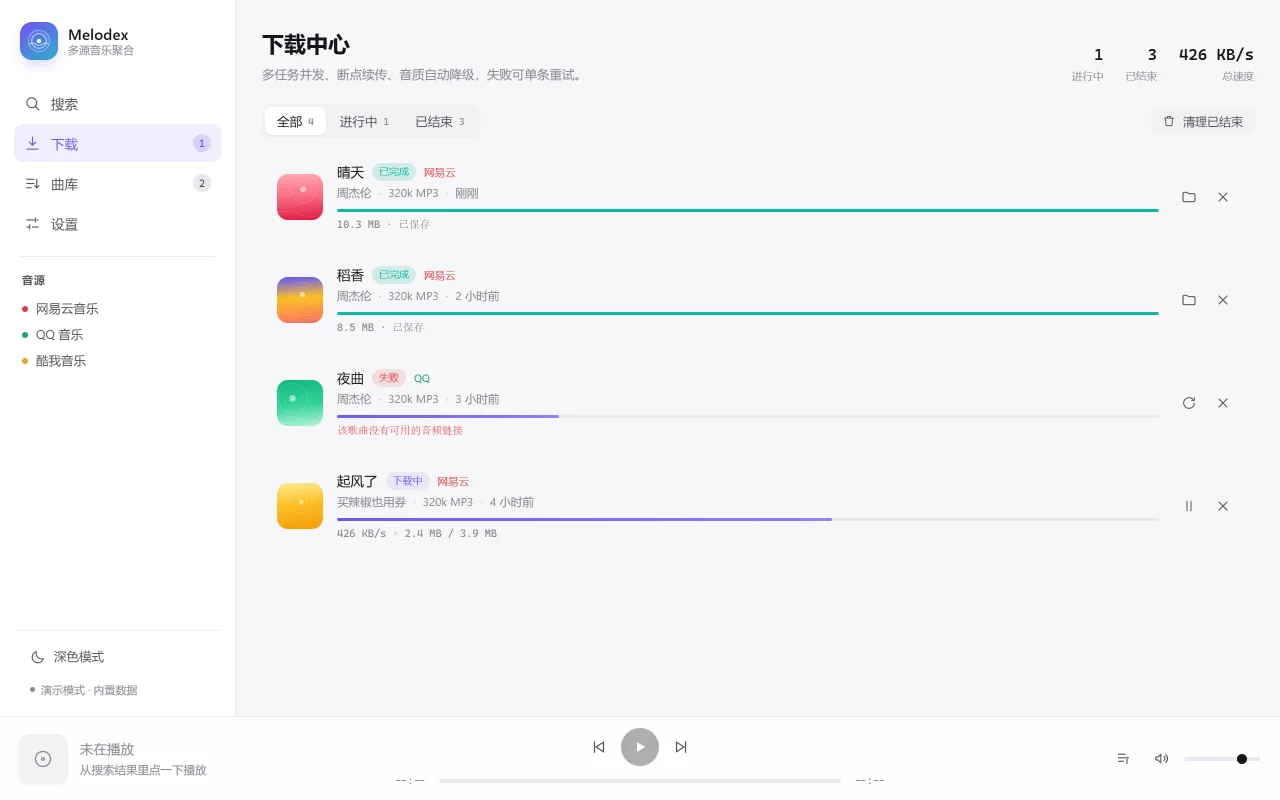 Melodex
多源音乐聚合
搜索
下载 1
曲库 2
设置
音源
网易云音乐
QQ 音乐
酷我音乐
深色模式
演示模式 · 内置数据
下载中心
多任务并发、断点续传、音质自动降级，失败可单条重试。
1 3 426 KB/s
进行中 已结束 总速度
全部 4 进行中 1 已结束 3 清理已结束
晴天 已完成 网易云
周杰伦 · 320k MP3 · 刚刚
10.3 MB · 已保存
稻香 已完成 网易云
周杰伦 · 320k MP3 · 2 小时前
8.5 MB · 已保存
夜曲 失败 QQ
周杰伦 · 320k MP3 · 3 小时前
该歌曲没有可用的音频链接
起风了 下载中 网易云
买辣椒也用券 · 320k MP3 · 4 小时前
426 KB/s · 2.4 MB / 3.9 MB
未在播放
从搜索结果里点一下播放
--:-- --:--